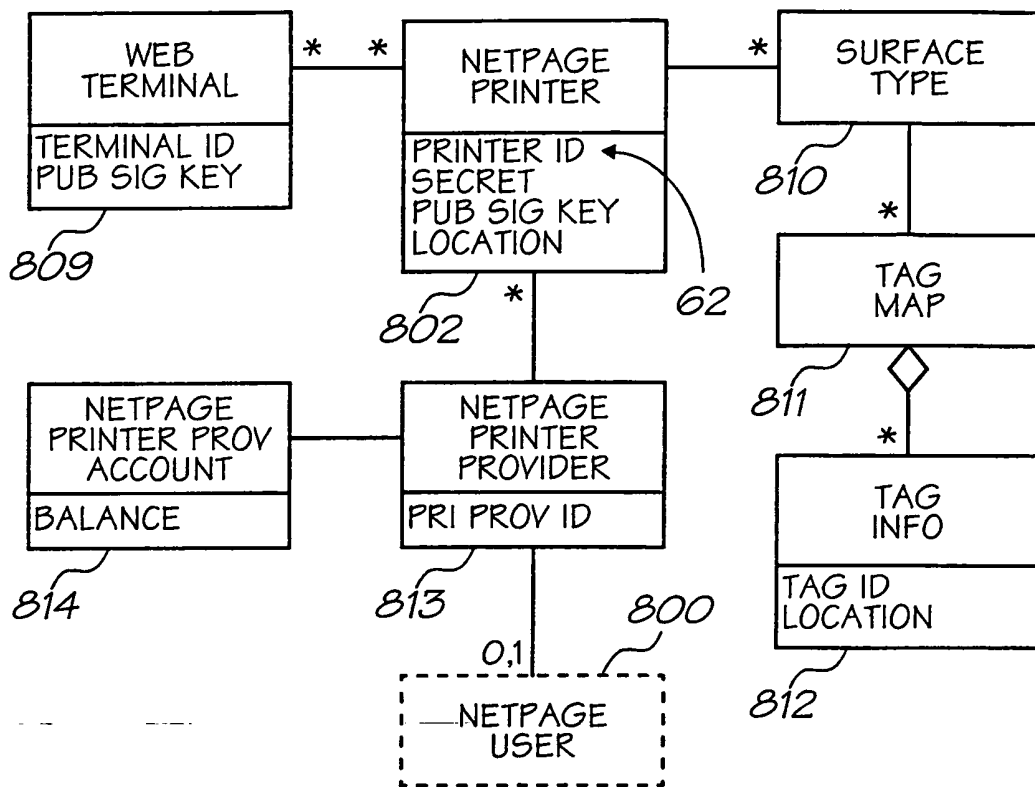 WEB
TERMINAL
TERMINAL ID
PUB SIG KEY
809
*
*
NETPAGE
PRINTER
PRINTER ID
SECRET
PUB SIG KEY
LOCATION
802
62
*
SURFACE
TYPE
810
*
TAG
MAP
811
*
TAG
INFO
TAG ID
LOCATION
812
*
NETPAGE
PRINTER PROV
ACCOUNT
BALANCE
814
NETPAGE
PRINTER
PROVIDER
PRI PROV ID
813
0,1
800
NETPAGE
USER